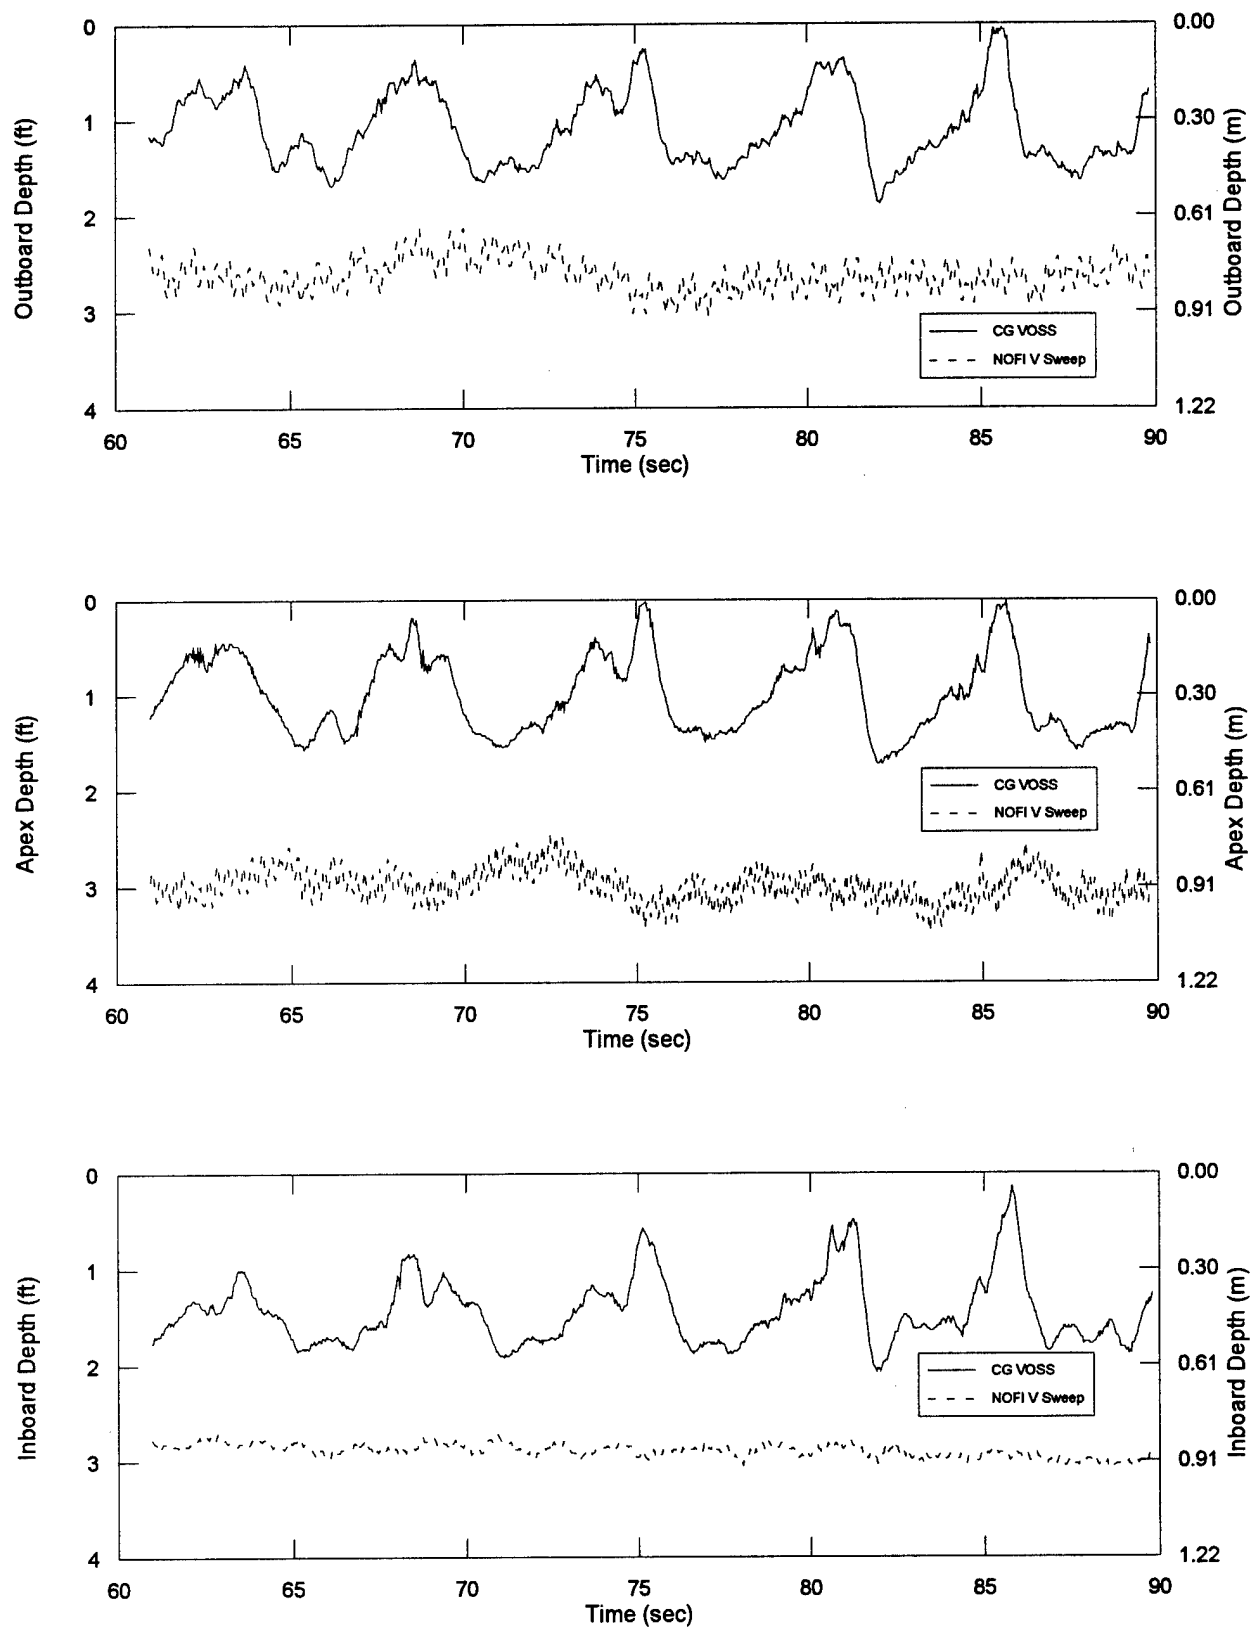 0
1
2
3
4
Outboard Depth (ft)
0.00
0.30
0.61
0.91
1.22
Outboard Depth (m)
CG VOSS
NOFI V Sweep
60 65 70 75 80 85 90
Time (sec)
0
1
2
3
4
Apex Depth (ft)
0.00
0.30
0.61
0.91
1.22
Apex Depth (m)
CG VOSS
NOFI V Sweep
60 65 70 75 80 85 90
Time (sec)
0
1
2
3
4
Inboard Depth (ft)
0.00
0.30
0.61
0.91
1.22
Inboard Depth (m)
CG VOSS
NOFI V Sweep
60 65 70 75 80 85 90
Time (sec)